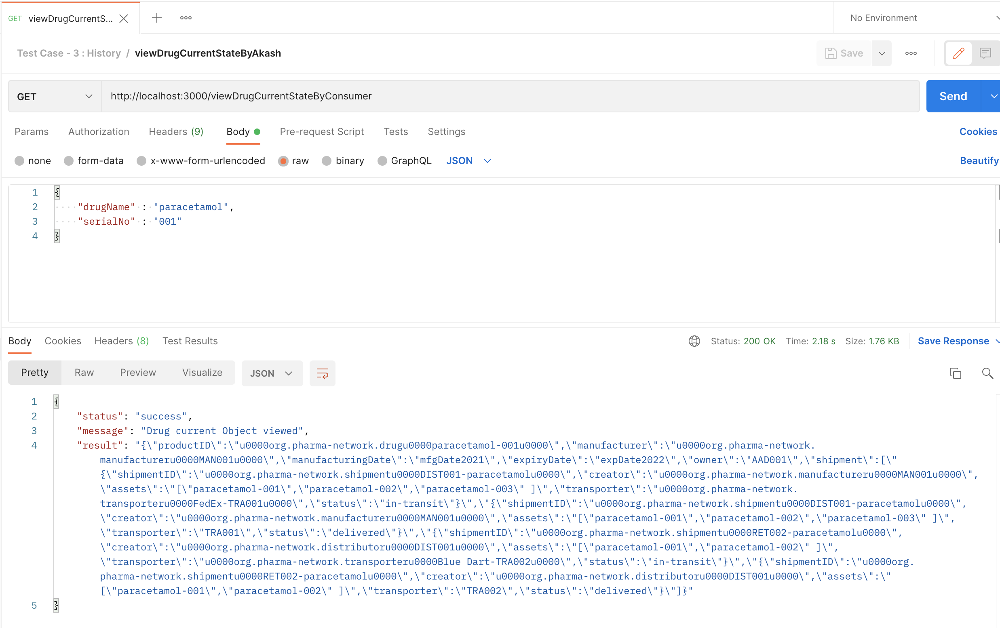 GET viewDrugCurrentS...
No Environment
Test Case - 3 : History / viewDrugCurrentStateByAkash
Save
GET http://localhost:3000/viewDrugCurrentStateByConsumer Send
Params Authorization Headers (9) Body Pre-request Script Tests Settings Cookies
none form-data x-www-form-urlencoded raw binary GraphQL JSON Beautify
1 {
2 "drugName" : "paracetamol",
3 "serialNo" : "001"
4 }
Body Cookies Headers (8) Test Results Status: 200 OK Time: 2.18 s Size: 1.76 KB Save Response
Pretty Raw Preview Visualize JSON
1 {
2 "status": "success",
3 "message": "Drug current Object viewed",
4 "result": "{\"productID\":\"u0000org.pharma-network.drugu0000paracetamol-001u0000\",\"manufacturer\":\"u0000org.pharma-network.
manufactureru0000MAN001u0000\",\"manufacturingDate\":\"mfgDate2021\",\"expiryDate\":\"expDate2022\",\"owner\":\"AAD001\",\"shipment\":[\"
{\"shipmentID\":\"u0000org.pharma-network.shipmentu0000DIST001-paracetamolu0000\",\"creator\":\"u0000org.pharma-network.manufactureru0000MAN001u0000\",
\"assets\":\"[\"paracetamol-001\",\"paracetamol-002\",\"paracetamol-003\" ]\",\"transporter\":\"u0000org.pharma-network.
transporteru0000FedEx-TRA001u0000\",\"status\":\"in-transit\"}\",\"{\"shipmentID\":\"u0000org.pharma-network.shipmentu0000DIST001-paracetamolu0000\",
\"creator\":\"u0000org.pharma-network.manufactureru0000MAN001u0000\",\"assets\":\"[\"paracetamol-001\",\"paracetamol-002\",\"paracetamol-003\" ]\",
\"transporter\":\"TRA001\",\"status\":\"delivered\"}\",\"{\"shipmentID\":\"u0000org.pharma-network.shipmentu0000RET002-paracetamolu0000\",
\"creator\":\"u0000org.pharma-network.distributoru0000DIST001u0000\",\"assets\":\"[\"paracetamol-001\",\"paracetamol-002\" ]\",
\"transporter\":\"u0000org.pharma-network.transporteru0000Blue Dart-TRA002u0000\",\"status\":\"in-transit\"}\",\"{\"shipmentID\":\"u0000org.
pharma-network.shipmentu0000RET002-paracetamolu0000\",\"creator\":\"u0000org.pharma-network.distributoru0000DIST001u0000\",\"assets\":\"
[\"paracetamol-001\",\"paracetamol-002\" ]\",\"transporter\":\"TRA002\",\"status\":\"delivered\"}\"]}"
5 }